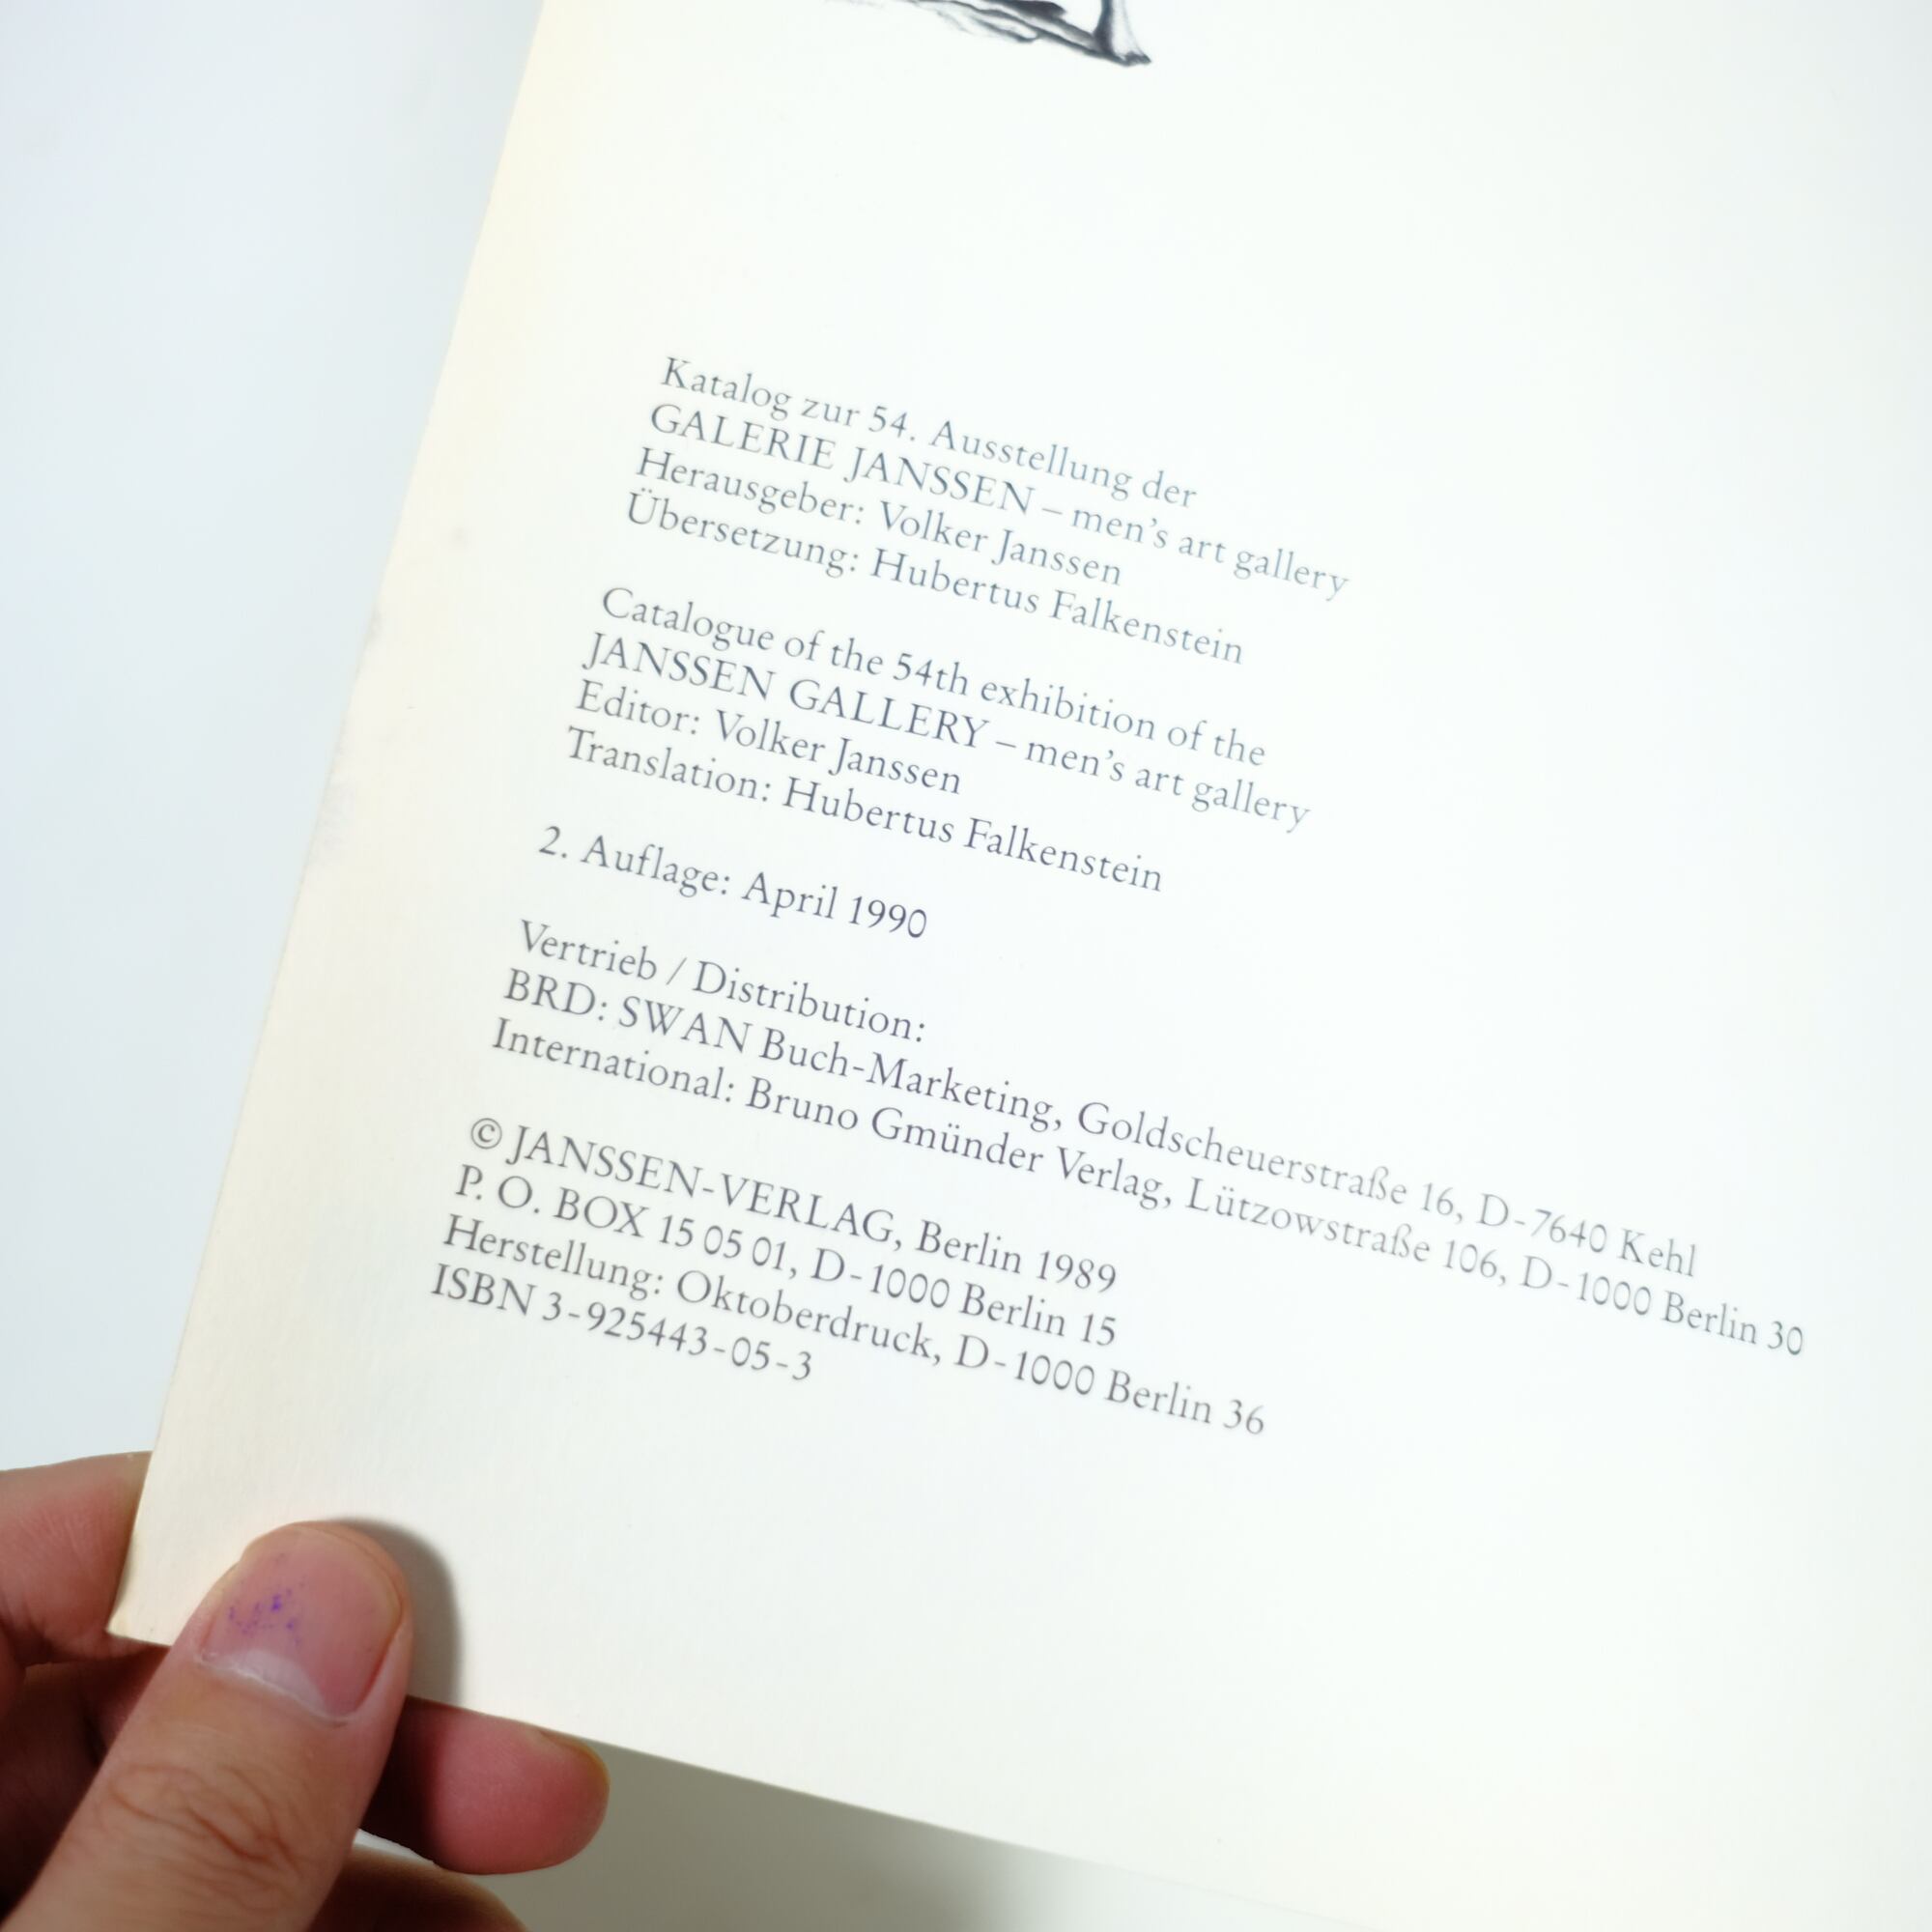 Katalog zur 54. Ausstellung der
GALERIE JANSSEN – men's art gallery
Herausgeber: Volker Janssen
Übersetzung: Hubertus Falkenstein
Catalogue of the 54th exhibition of the
JANSSEN GALLERY – men's art gallery
Editor: Volker Janssen
Translation: Hubertus Falkenstein
2. Auflage: April 1990
Vertrieb / Distribution:
BRD: SWAN Buch-Marketing, Goldscheuerstraße 16, D-7640 Kehl
International: Bruno Gmünder Verlag, Lützowstraße 106, D-1000 Berlin 30
© JANSSEN-VERLAG, Berlin 1989
P. O. BOX 15 05 01, D-1000 Berlin 15
Herstellung: Oktoberdruck, D-1000 Berlin 36
ISBN 3-925443-05-3